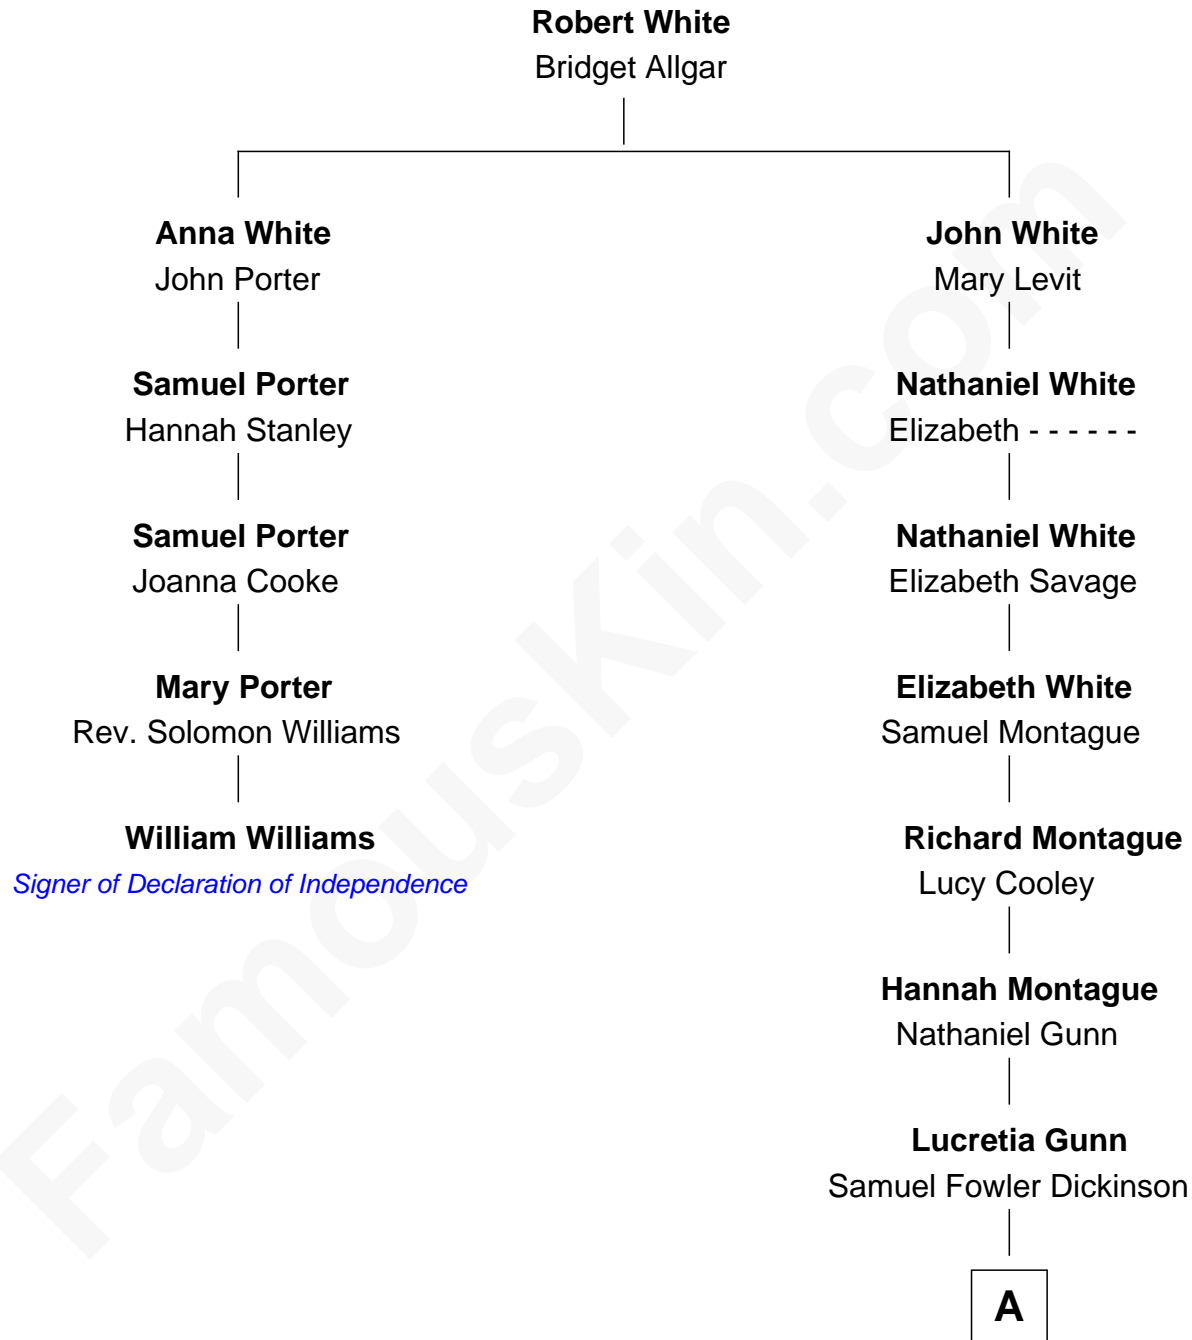 Robert White
Bridget Allgar
Anna White
John Porter
Samuel Porter
Hannah Stanley
Samuel Porter
Joanna Cooke
Mary Porter
Rev. Solomon Williams
William Williams
Signer of Declaration of Independence
John White
Mary Levit
Nathaniel White
Elizabeth - - - - - -
Nathaniel White
Elizabeth Savage
Elizabeth White
Samuel Montague
Richard Montague
Lucy Cooley
Hannah Montague
Nathaniel Gunn
Lucretia Gunn
Samuel Fowler Dickinson
A
FamousKin.com